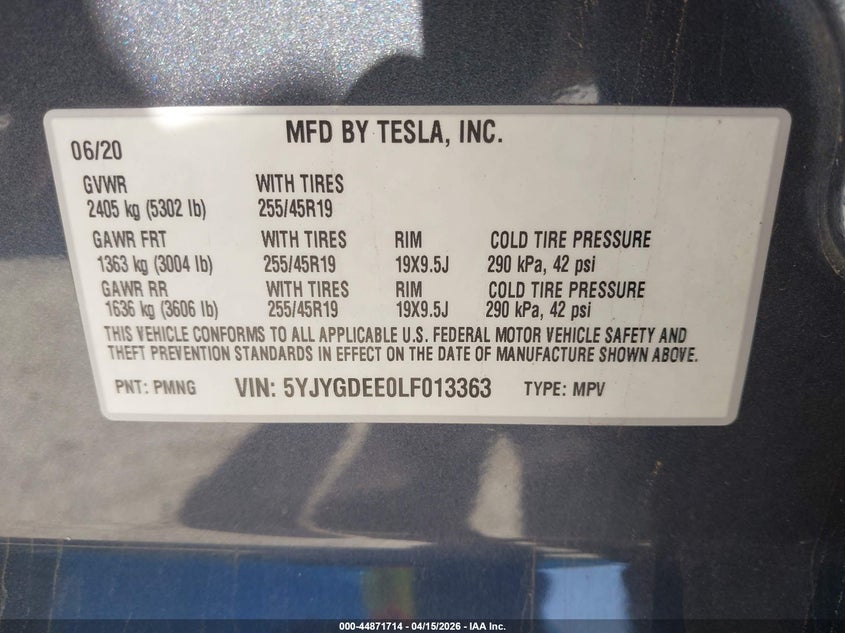 MFD BY TESLA, INC.
06/20
GVWR WITH TIRES
2405 kg (5302 lb) 255/45R19
GAWR FRT WITH TIRES RIM COLD TIRE PRESSURE
1363 kg (3004 lb) 255/45R19 19X9.5J 290 kPa, 42 psi
GAWR RR WITH TIRES RIM COLD TIRE PRESSURE
1636 kg (3606 lb) 255/45R19 19X9.5J 290 kPa, 42 psi
THIS VEHICLE CONFORMS TO ALL APPLICABLE U.S. FEDERAL MOTOR VEHICLE SAFETY AND
THEFT PREVENTION STANDARDS IN EFFECT ON THE DATE OF MANUFACTURE SHOWN ABOVE.
PNT: PMNG VIN: 5YJYGDEE0LF013363 TYPE: MPV
000-44871714 - 04/15/2026 - IAA Inc.